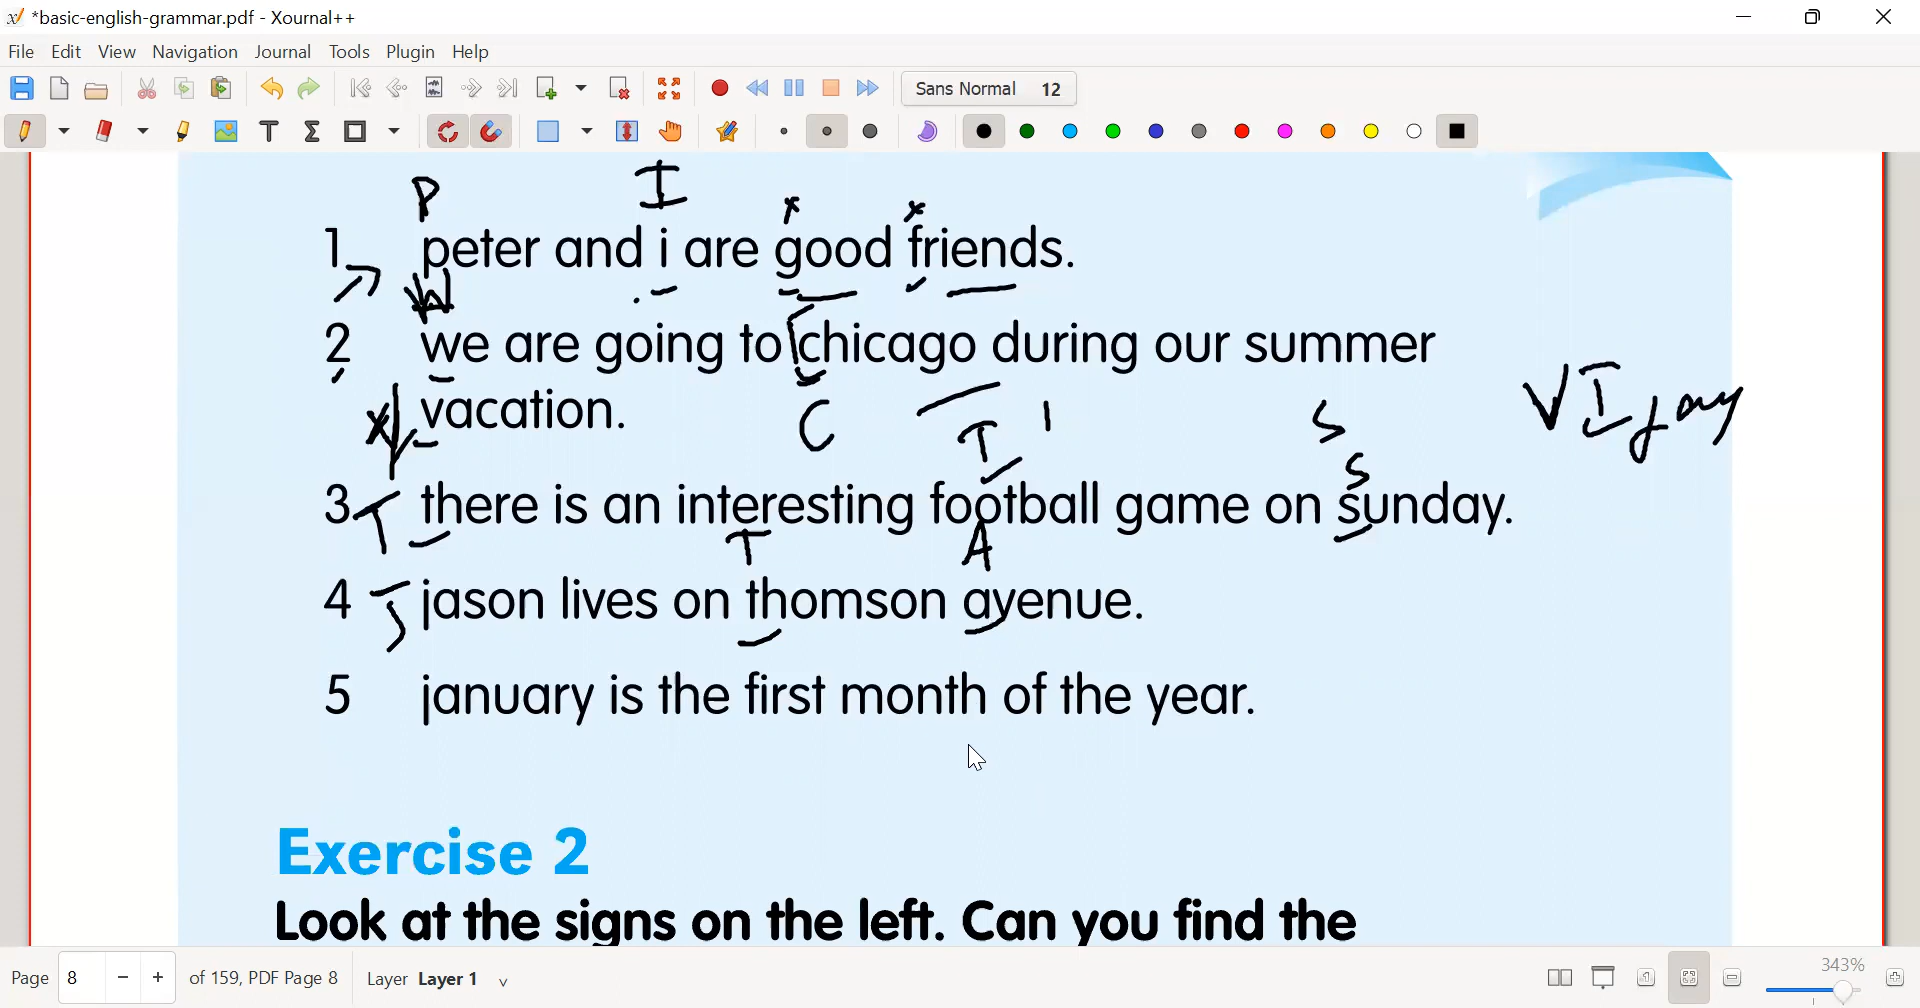 *basic-english-grammar.pdf - Xournal++
File Edit View Navigation Journal Tools Plugin Help
Sans Normal 12
P I
x x
1 peter and i are good friends.
W
2 we are going to chicago during our summer
vacation.
C T S
S
3 there is an interesting football game on sunday.
T
T A
4 jason lives on thomson avenue.
J
5 january is the first month of the year.
Exercise 2
Look at the signs on the left. Can you find the
Page 8 − + of 159, PDF Page 8 Layer Layer 1 343%